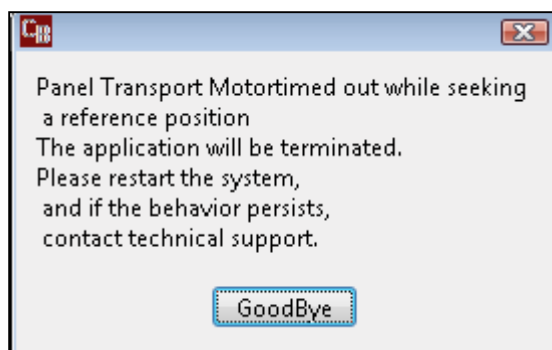 Panel Transport Motortimed out while seeking
a reference position
The application will be terminated.
Please restart the system,
and if the behavior persists,
contact technical support.
GoodBye